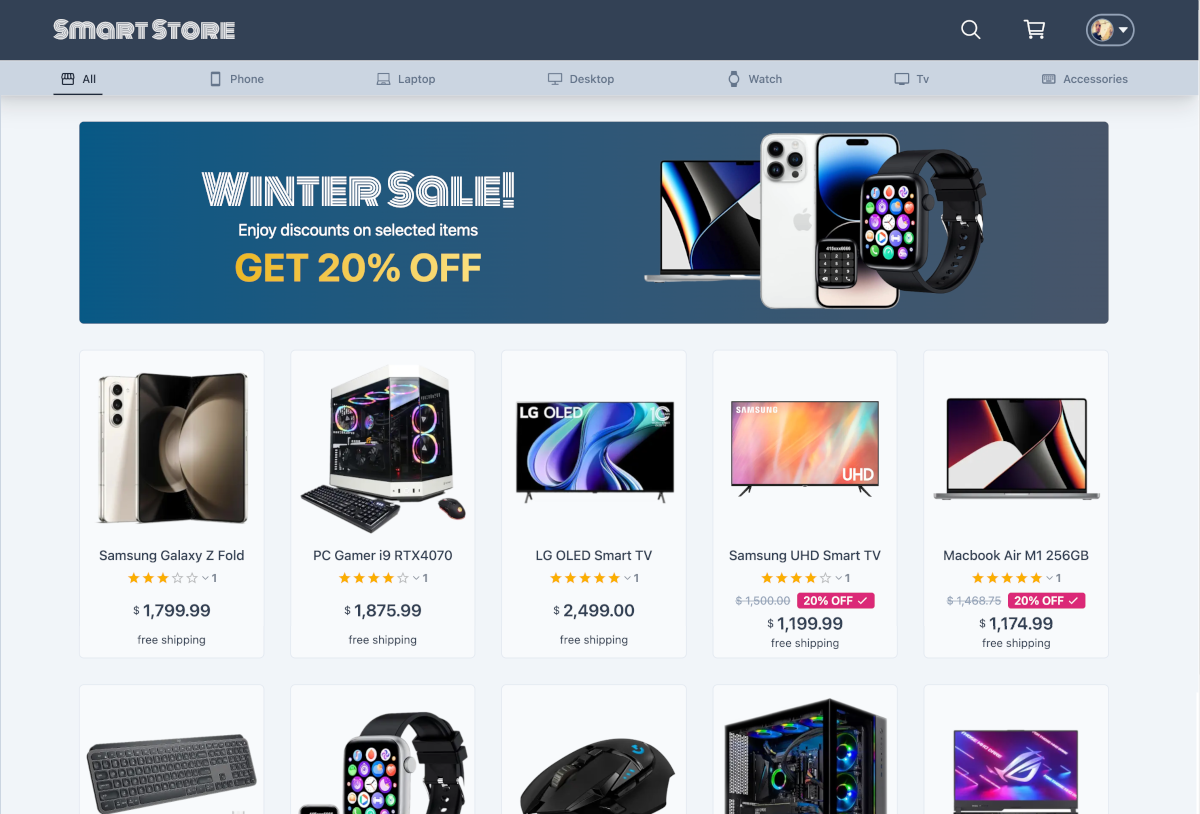 Smart Store
All
Phone
Laptop
Desktop
Watch
Tv
Accessories
Winter Sale!
Enjoy discounts on selected items
GET 20% OFF
415xxx6666
LG OLED
SAMSUNG
UHD
Samsung Galaxy Z Fold
1
$ 1,799.99
free shipping
PC Gamer i9 RTX4070
1
$ 1,875.99
free shipping
LG OLED Smart TV
1
$ 2,499.00
free shipping
Samsung UHD Smart TV
1
$ 1,500.00 20% OFF
$ 1,199.99
free shipping
Macbook Air M1 256GB
1
$ 1,468.75 20% OFF
$ 1,174.99
free shipping